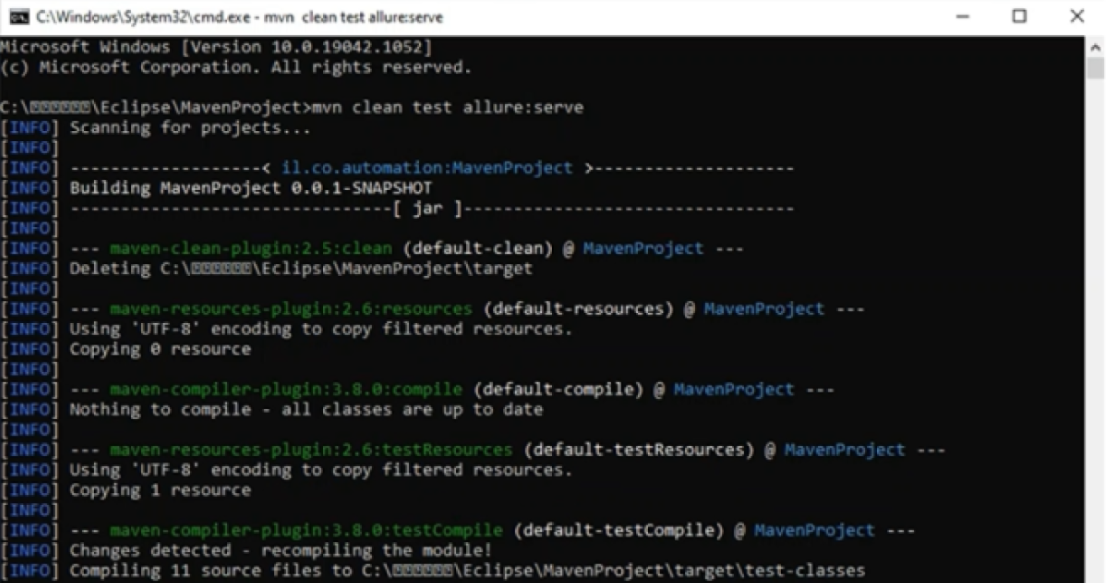 C:\Windows\System32\cmd.exe - mvn  clean test allure:serve
Microsoft Windows [Version 10.0.19042.1052]
(c) Microsoft Corporation. All rights reserved.
C:\⍰⍰⍰⍰⍰⍰\Eclipse\MavenProject>mvn clean test allure:serve
[INFO] Scanning for projects...
[INFO]
[INFO] -------------------< il.co.automation:MavenProject >--------------------
[INFO] Building MavenProject 0.0.1-SNAPSHOT
[INFO] --------------------------------[ jar ]---------------------------------
[INFO]
[INFO] --- maven-clean-plugin:2.5:clean (default-clean) @ MavenProject ---
[INFO] Deleting C:\⍰⍰⍰⍰⍰⍰\Eclipse\MavenProject\target
[INFO]
[INFO] --- maven-resources-plugin:2.6:resources (default-resources) @ MavenProject ---
[INFO] Using 'UTF-8' encoding to copy filtered resources.
[INFO] Copying 0 resource
[INFO]
[INFO] --- maven-compiler-plugin:3.8.0:compile (default-compile) @ MavenProject ---
[INFO] Nothing to compile - all classes are up to date
[INFO]
[INFO] --- maven-resources-plugin:2.6:testResources (default-testResources) @ MavenProject ---
[INFO] Using 'UTF-8' encoding to copy filtered resources.
[INFO] Copying 1 resource
[INFO]
[INFO] --- maven-compiler-plugin:3.8.0:testCompile (default-testCompile) @ MavenProject ---
[INFO] Changes detected - recompiling the module!
[INFO] Compiling 11 source files to C:\⍰⍰⍰⍰⍰⍰\Eclipse\MavenProject\target\test-classes